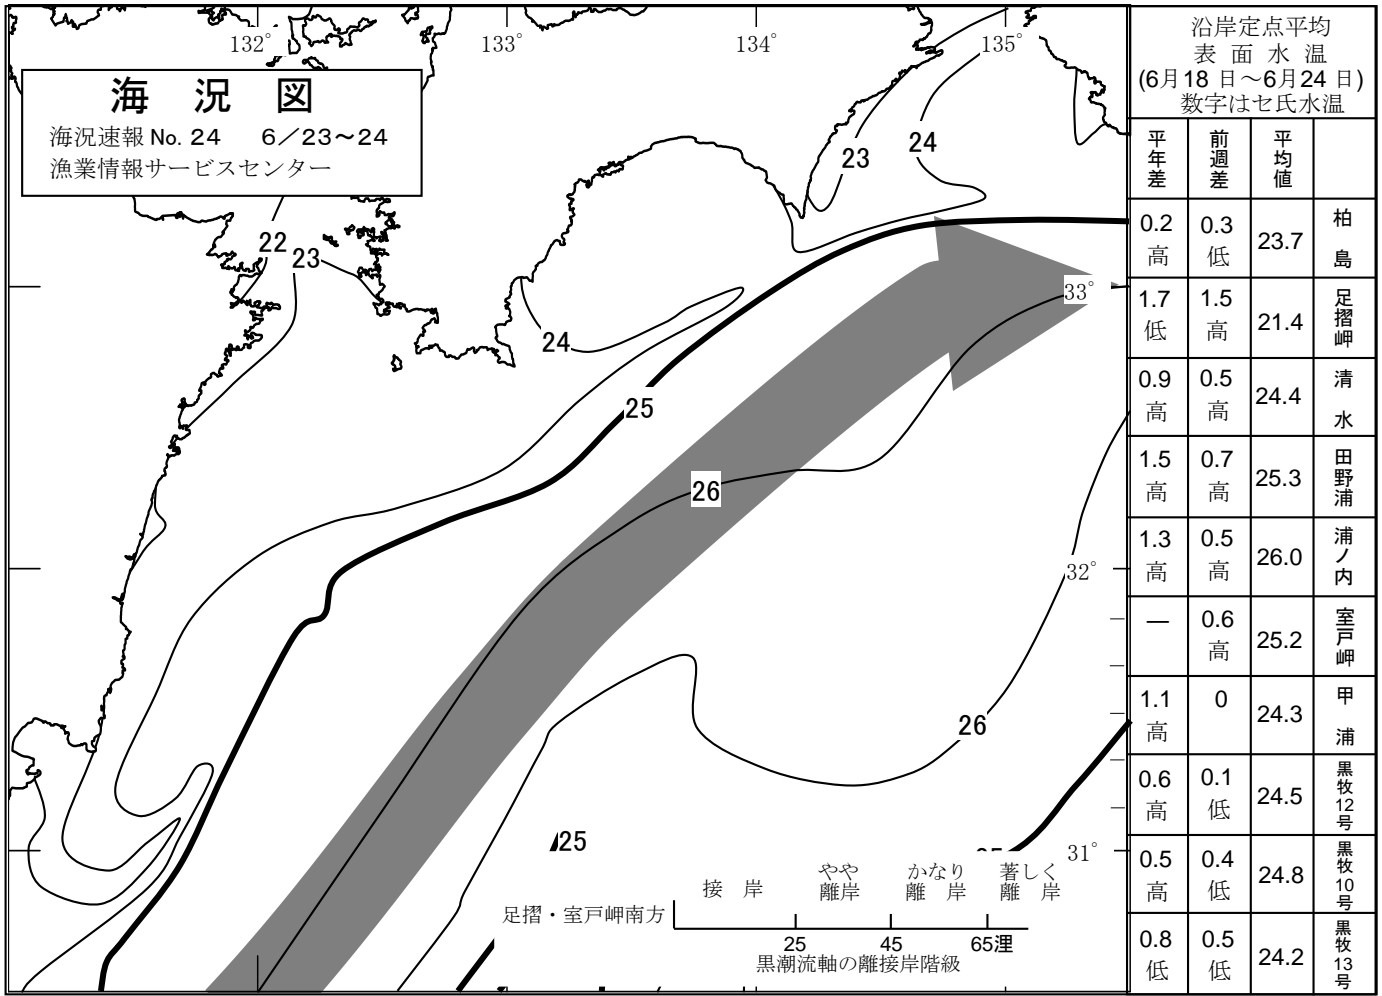 132°
133°
134°
135°
海 況 図
海況速報 No. 24 6／23～24
漁業情報サービスセンター
23
24
22
23
24
33°
25
26
32°
26
25
31°
接 岸
やや
離岸
かなり
離 岸
著しく
離 岸
足摺・室戸岬南方
25 45 65浬
黒潮流軸の離接岸階級
沿岸定点平均
表 面 水 温
(6月18 日～6月24 日)
数字はセ氏水温
平年差 前週差 平均値
0.2高 0.3低 23.7 柏島
1.7低 1.5高 21.4 足摺岬
0.9高 0.5高 24.4 清水
1.5高 0.7高 25.3 田野浦
1.3高 0.5高 26.0 浦ノ内
— 0.6高 25.2 室戸岬
1.1高 0 24.3 甲浦
0.6高 0.1低 24.5 黒牧12号
0.5高 0.4低 24.8 黒牧10号
0.8低 0.5低 24.2 黒牧13号